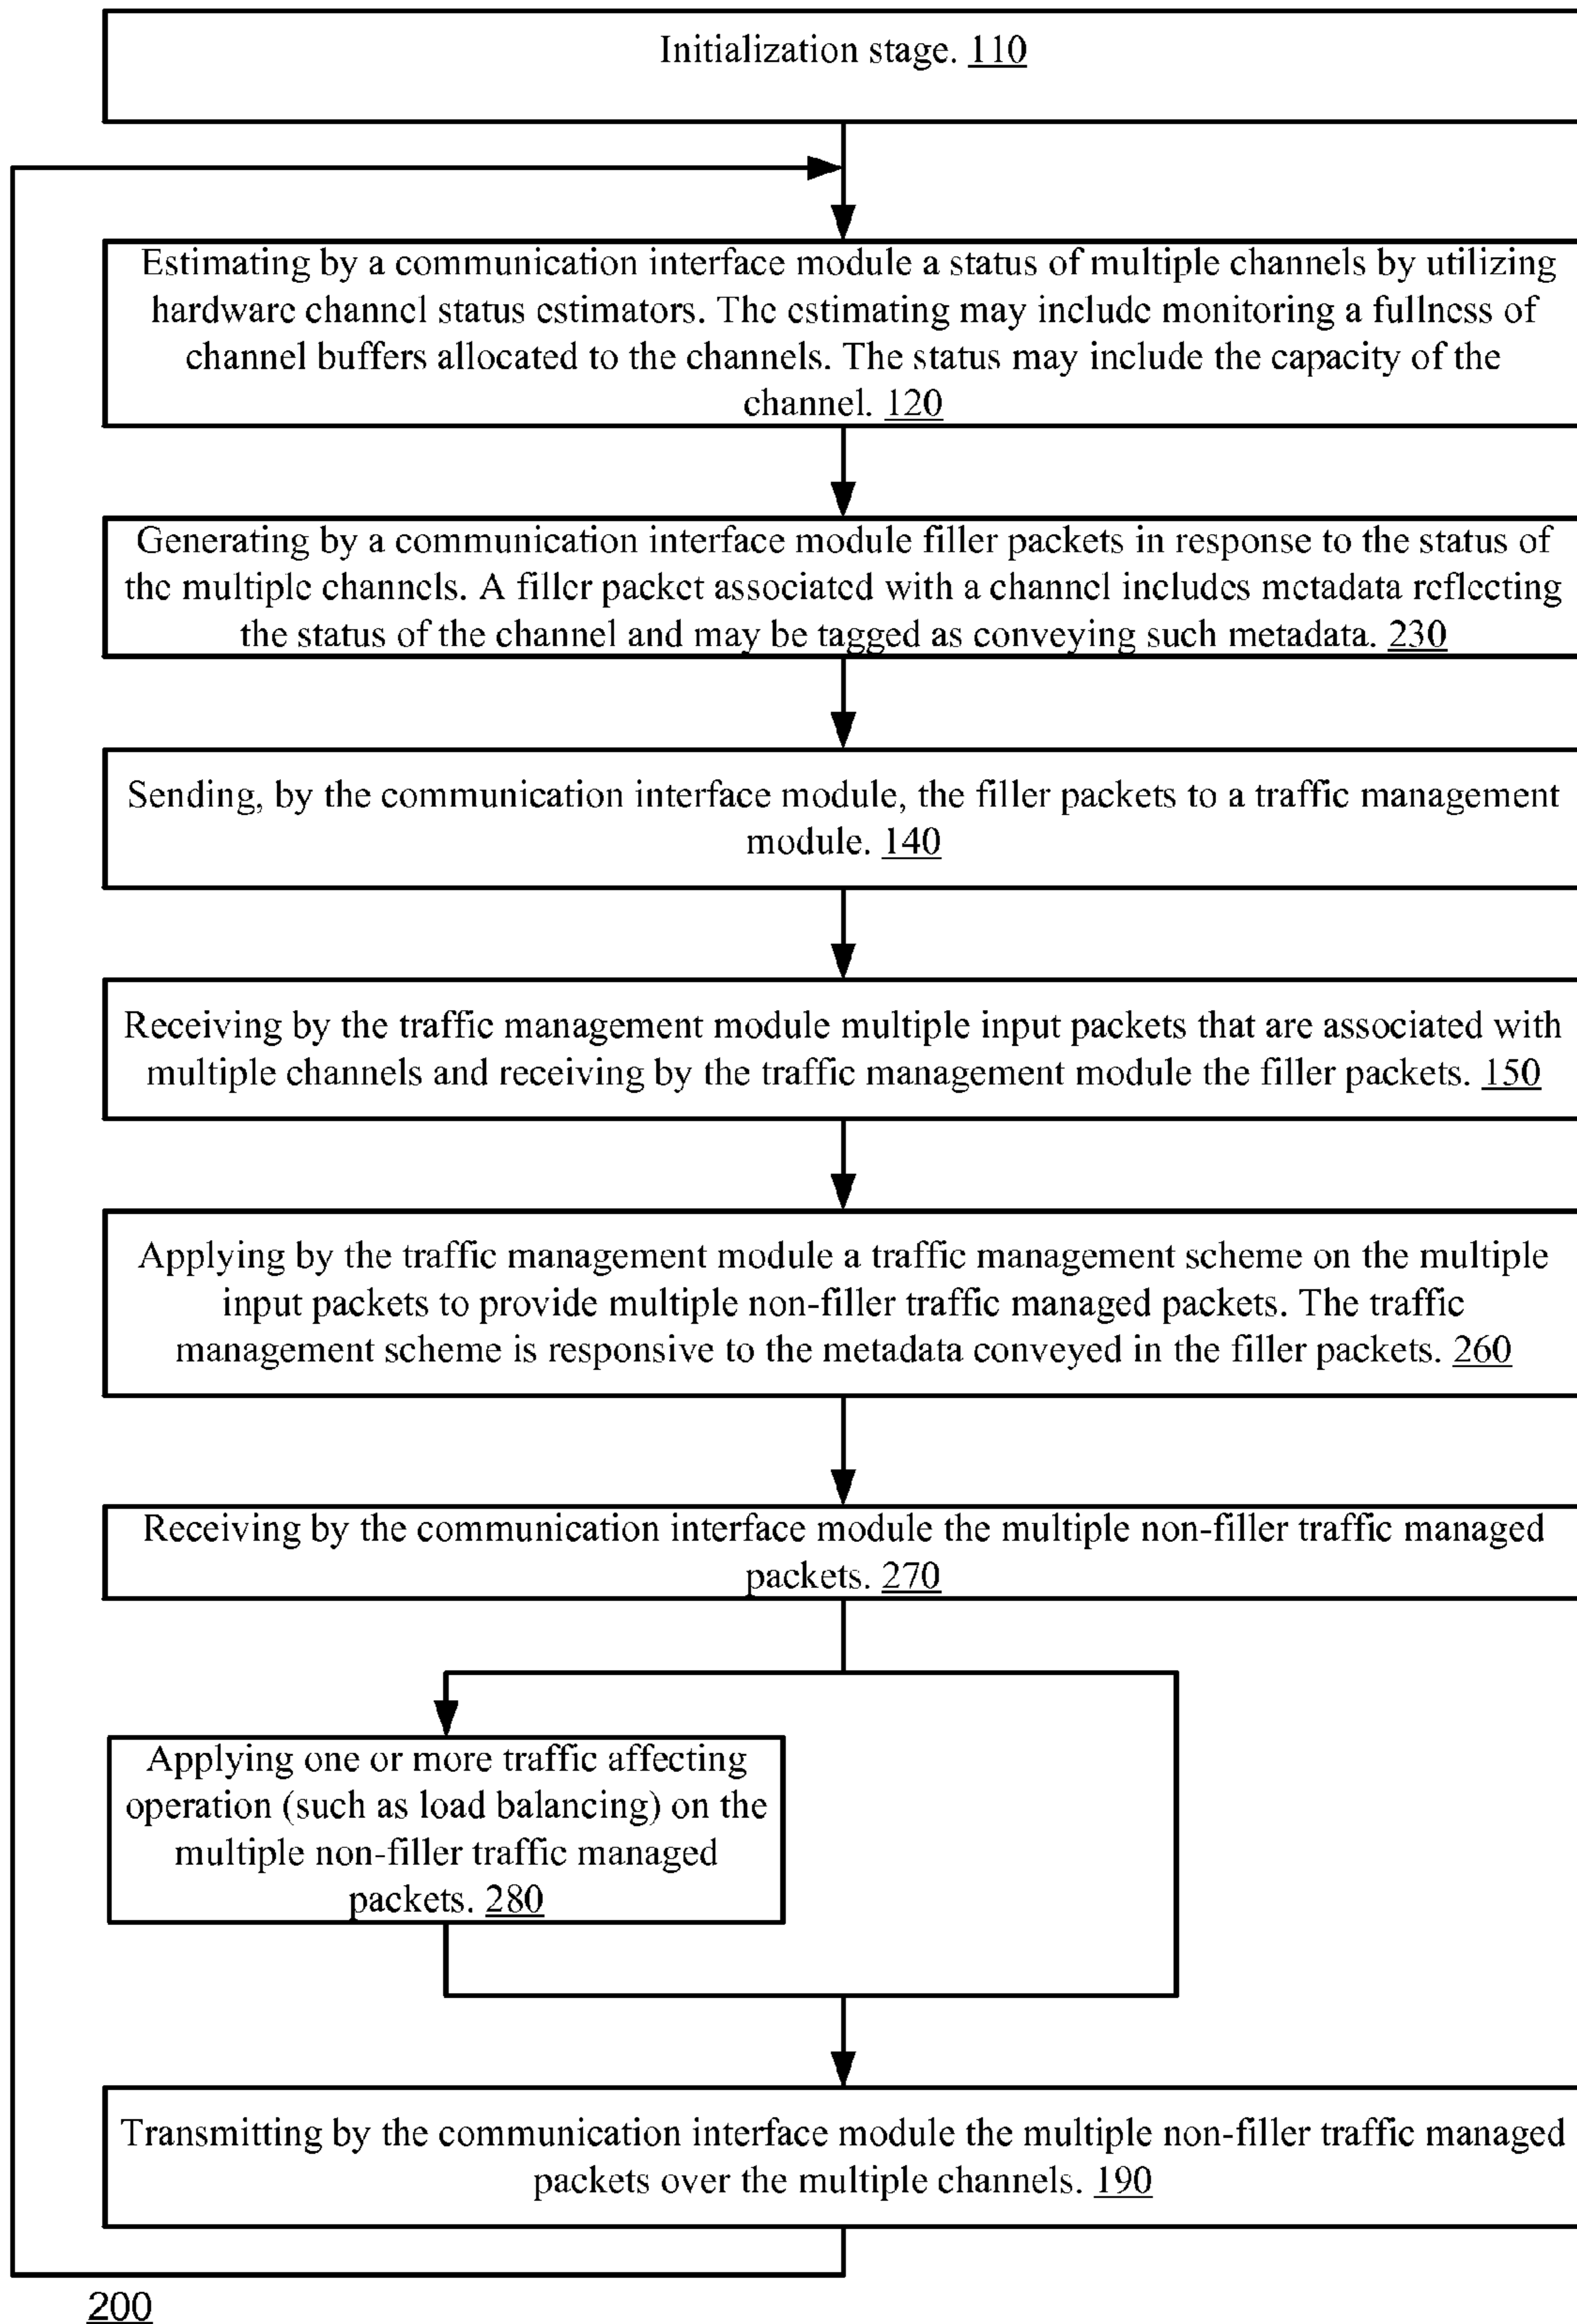 Initialization stage. 110
Estimating by a communication interface module a status of multiple channels by utilizing
hardware channel status estimators. The estimating may include monitoring a fullness of
channel buffers allocated to the channels. The status may include the capacity of the
channel. 120
Generating by a communication interface module filler packets in response to the status of
the multiple channels. A filler packet associated with a channel includes metadata reflecting
the status of the channel and may be tagged as conveying such metadata. 230
Sending, by the communication interface module, the filler packets to a traffic management
module. 140
Receiving by the traffic management module multiple input packets that are associated with
multiple channels and receiving by the traffic management module the filler packets. 150
Applying by the traffic management module a traffic management scheme on the multiple
input packets to provide multiple non-filler traffic managed packets. The traffic
management scheme is responsive to the metadata conveyed in the filler packets. 260
Receiving by the communication interface module the multiple non-filler traffic managed
packets. 270
Applying one or more traffic affecting
operation (such as load balancing) on the
multiple non-filler traffic managed
packets. 280
Transmitting by the communication interface module the multiple non-filler traffic managed
packets over the multiple channels. 190
200